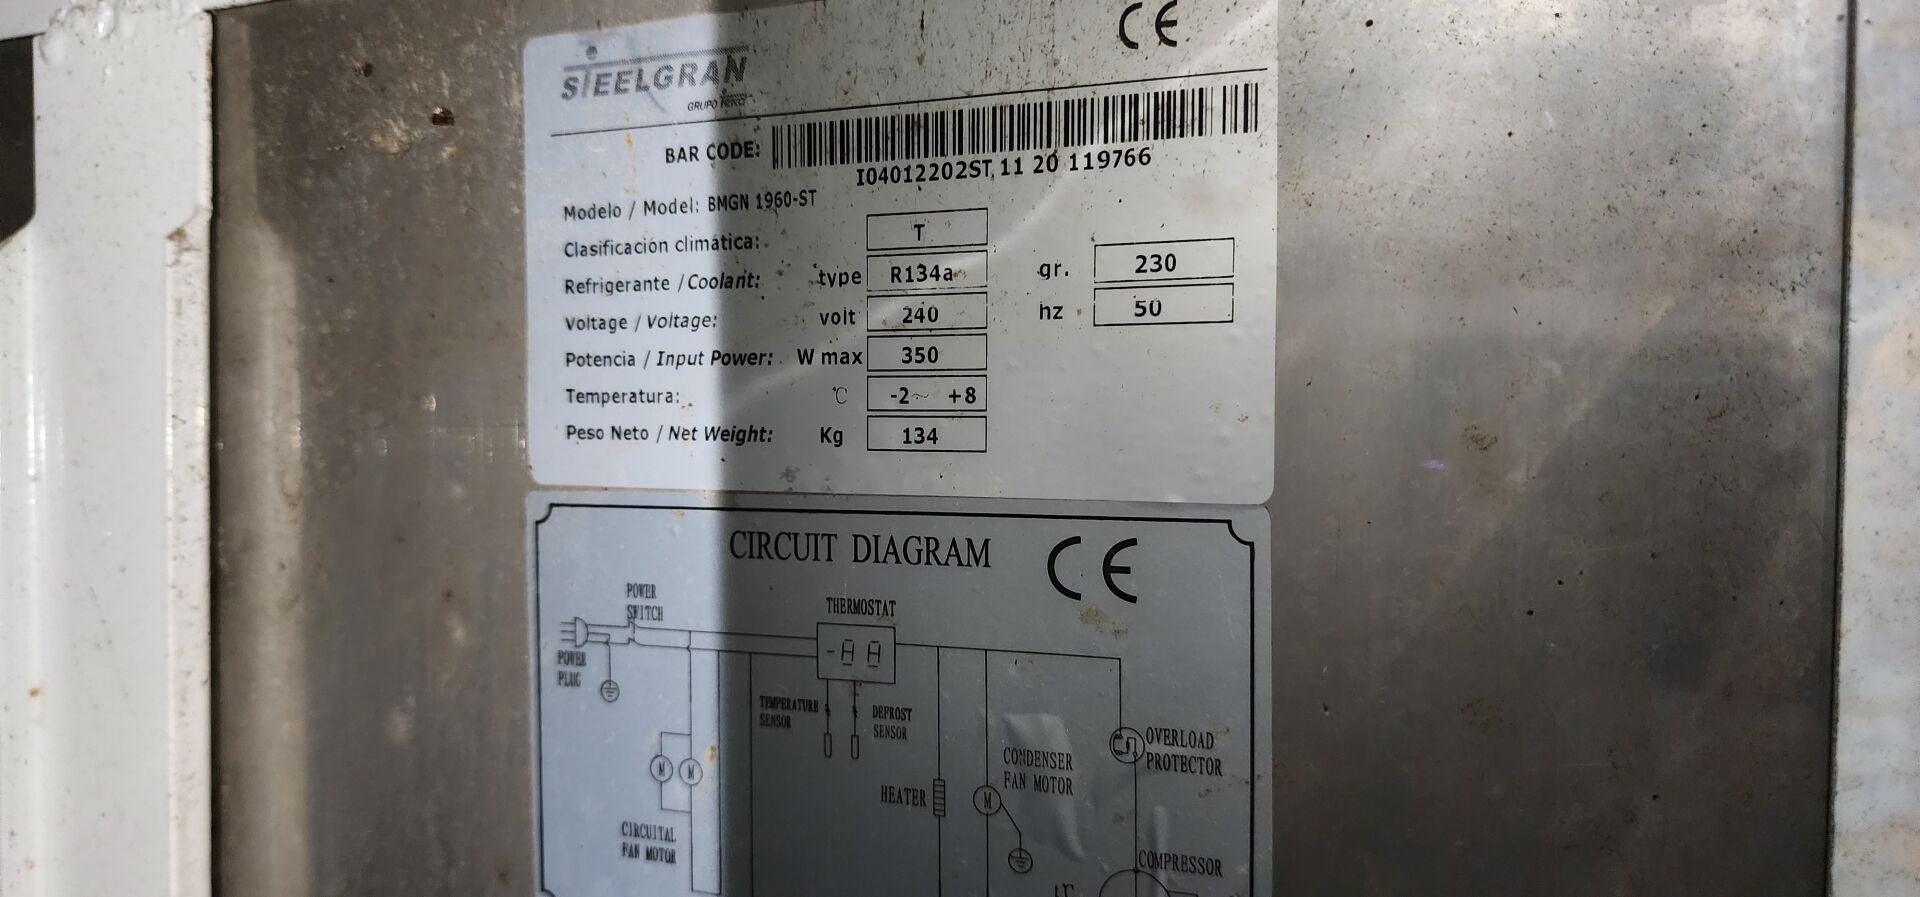 CE
STEELGRAN
GRUPO
BAR CODE:
I04012202ST 11 20 119766
Modelo / Model: BMGN 1960-ST
Clasificación climática: T
Refrigerante / Coolant: type R134a gr. 230
Voltage / Voltage: volt 240 hz 50
Potencia / Input Power: W max 350
Temperatura: °C -2~ +8
Peso Neto / Net Weight: Kg 134
CIRCUIT DIAGRAM CE
POWER
SWITCH
THERMOSTAT
-8 8
POWER
PLUG
TEMPERATURE
SENSOR
DEFROST
SENSOR
OVERLOAD
PROTECTOR
CONDENSER
FAN MOTOR
M M
HEATER
M
CIRCUITAL
FAN MOTOR
COMPRESSOR